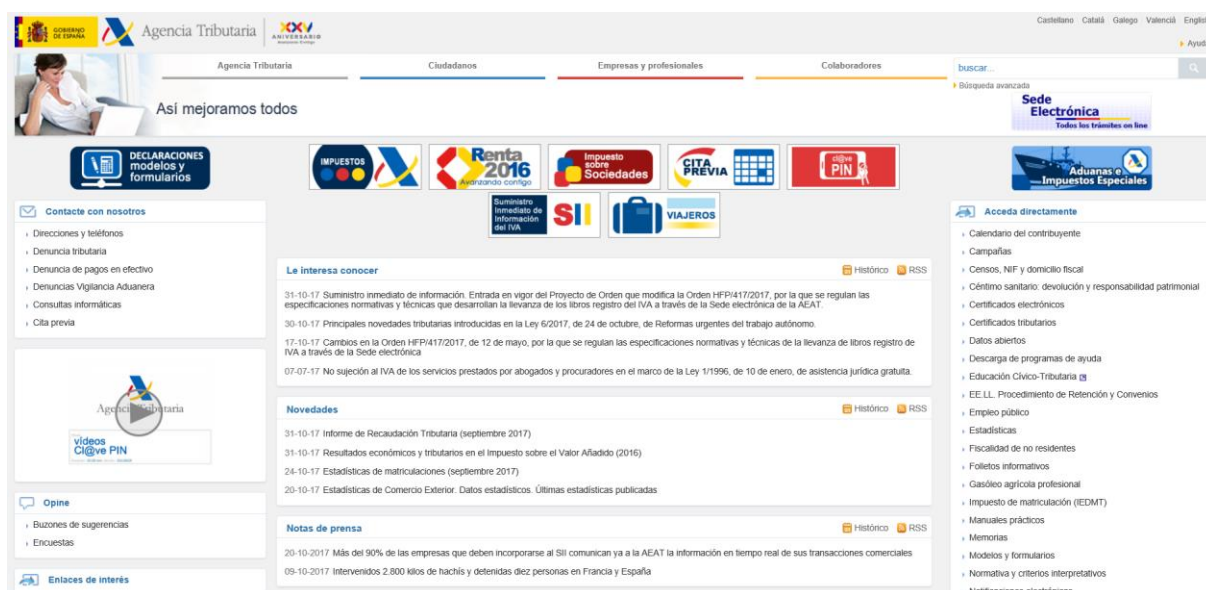 GOBIERNO
DE ESPAÑA
Agencia Tributaria
XXV
ANIVERSARIO
Castellano Català Galego Valencià Englis
Ayud
Agencia Tributaria
Ciudadanos
Empresas y profesionales
Colaboradores
buscar...
Búsqueda avanzada
Así mejoramos todos
Sede
Electrónica
Todos los trámites on line
DECLARACIONES
modelos y
formularios
IMPUESTOS
Renta
2016
Avanzando contigo
Impuesto
sobre
Sociedades
CITA
PREVIA
cl@ve
PIN
Aduanas e
Impuestos Especiales
Suministro
Inmediato de
Información
del IVA
SII
VIAJEROS
Contacte con nosotros
Direcciones y teléfonos
Denuncia tributaria
Denuncia de pagos en efectivo
Denuncias Vigilancia Aduanera
Consultas informáticas
Cita previa
Agencia Tributaria
vídeos
Cl@ve PIN
Opine
Buzones de sugerencias
Encuestas
Enlaces de interés
Le interesa conocer
Histórico RSS
31-10-17 Suministro inmediato de información. Entrada en vigor del Proyecto de Orden que modifica la Orden HFP/417/2017, por la que se regulan las
especificaciones normativas y técnicas que desarrollan la llevanza de los libros registro del IVA a través de la Sede electrónica de la AEAT.
30-10-17 Principales novedades tributarias introducidas en la Ley 6/2017, de 24 de octubre, de Reformas urgentes del trabajo autónomo.
17-10-17 Cambios en la Orden HFP/417/2017, de 12 de mayo, por la que se regulan las especificaciones normativas y técnicas de la llevanza de libros registro de
IVA a través de la Sede electrónica
07-07-17 No sujeción al IVA de los servicios prestados por abogados y procuradores en el marco de la Ley 1/1996, de 10 de enero, de asistencia jurídica gratuita.
Novedades
Histórico RSS
31-10-17 Informe de Recaudación Tributaria (septiembre 2017)
31-10-17 Resultados económicos y tributarios en el Impuesto sobre el Valor Añadido (2016)
24-10-17 Estadísticas de matriculaciones (septiembre 2017)
20-10-17 Estadísticas de Comercio Exterior. Datos estadísticos. Últimas estadísticas publicadas
Notas de prensa
Histórico RSS
20-10-2017 Más del 90% de las empresas que deben incorporarse al SII comunican ya a la AEAT la información en tiempo real de sus transacciones comerciales
09-10-2017 Intervenidos 2.800 kilos de hachís y detenidas diez personas en Francia y España
Acceda directamente
Calendario del contribuyente
Campañas
Censos, NIF y domicilio fiscal
Céntimo sanitario: devolución y responsabilidad patrimonial
Certificados electrónicos
Certificados tributarios
Datos abiertos
Descarga de programas de ayuda
Educación Cívico-Tributaria
EE.LL. Procedimiento de Retención y Convenios
Empleo público
Estadísticas
Fiscalidad de no residentes
Folletos informativos
Gasóleo agrícola profesional
Impuesto de matriculación (IEDMT)
Manuales prácticos
Memorias
Modelos y formularios
Normativa y criterios interpretativos